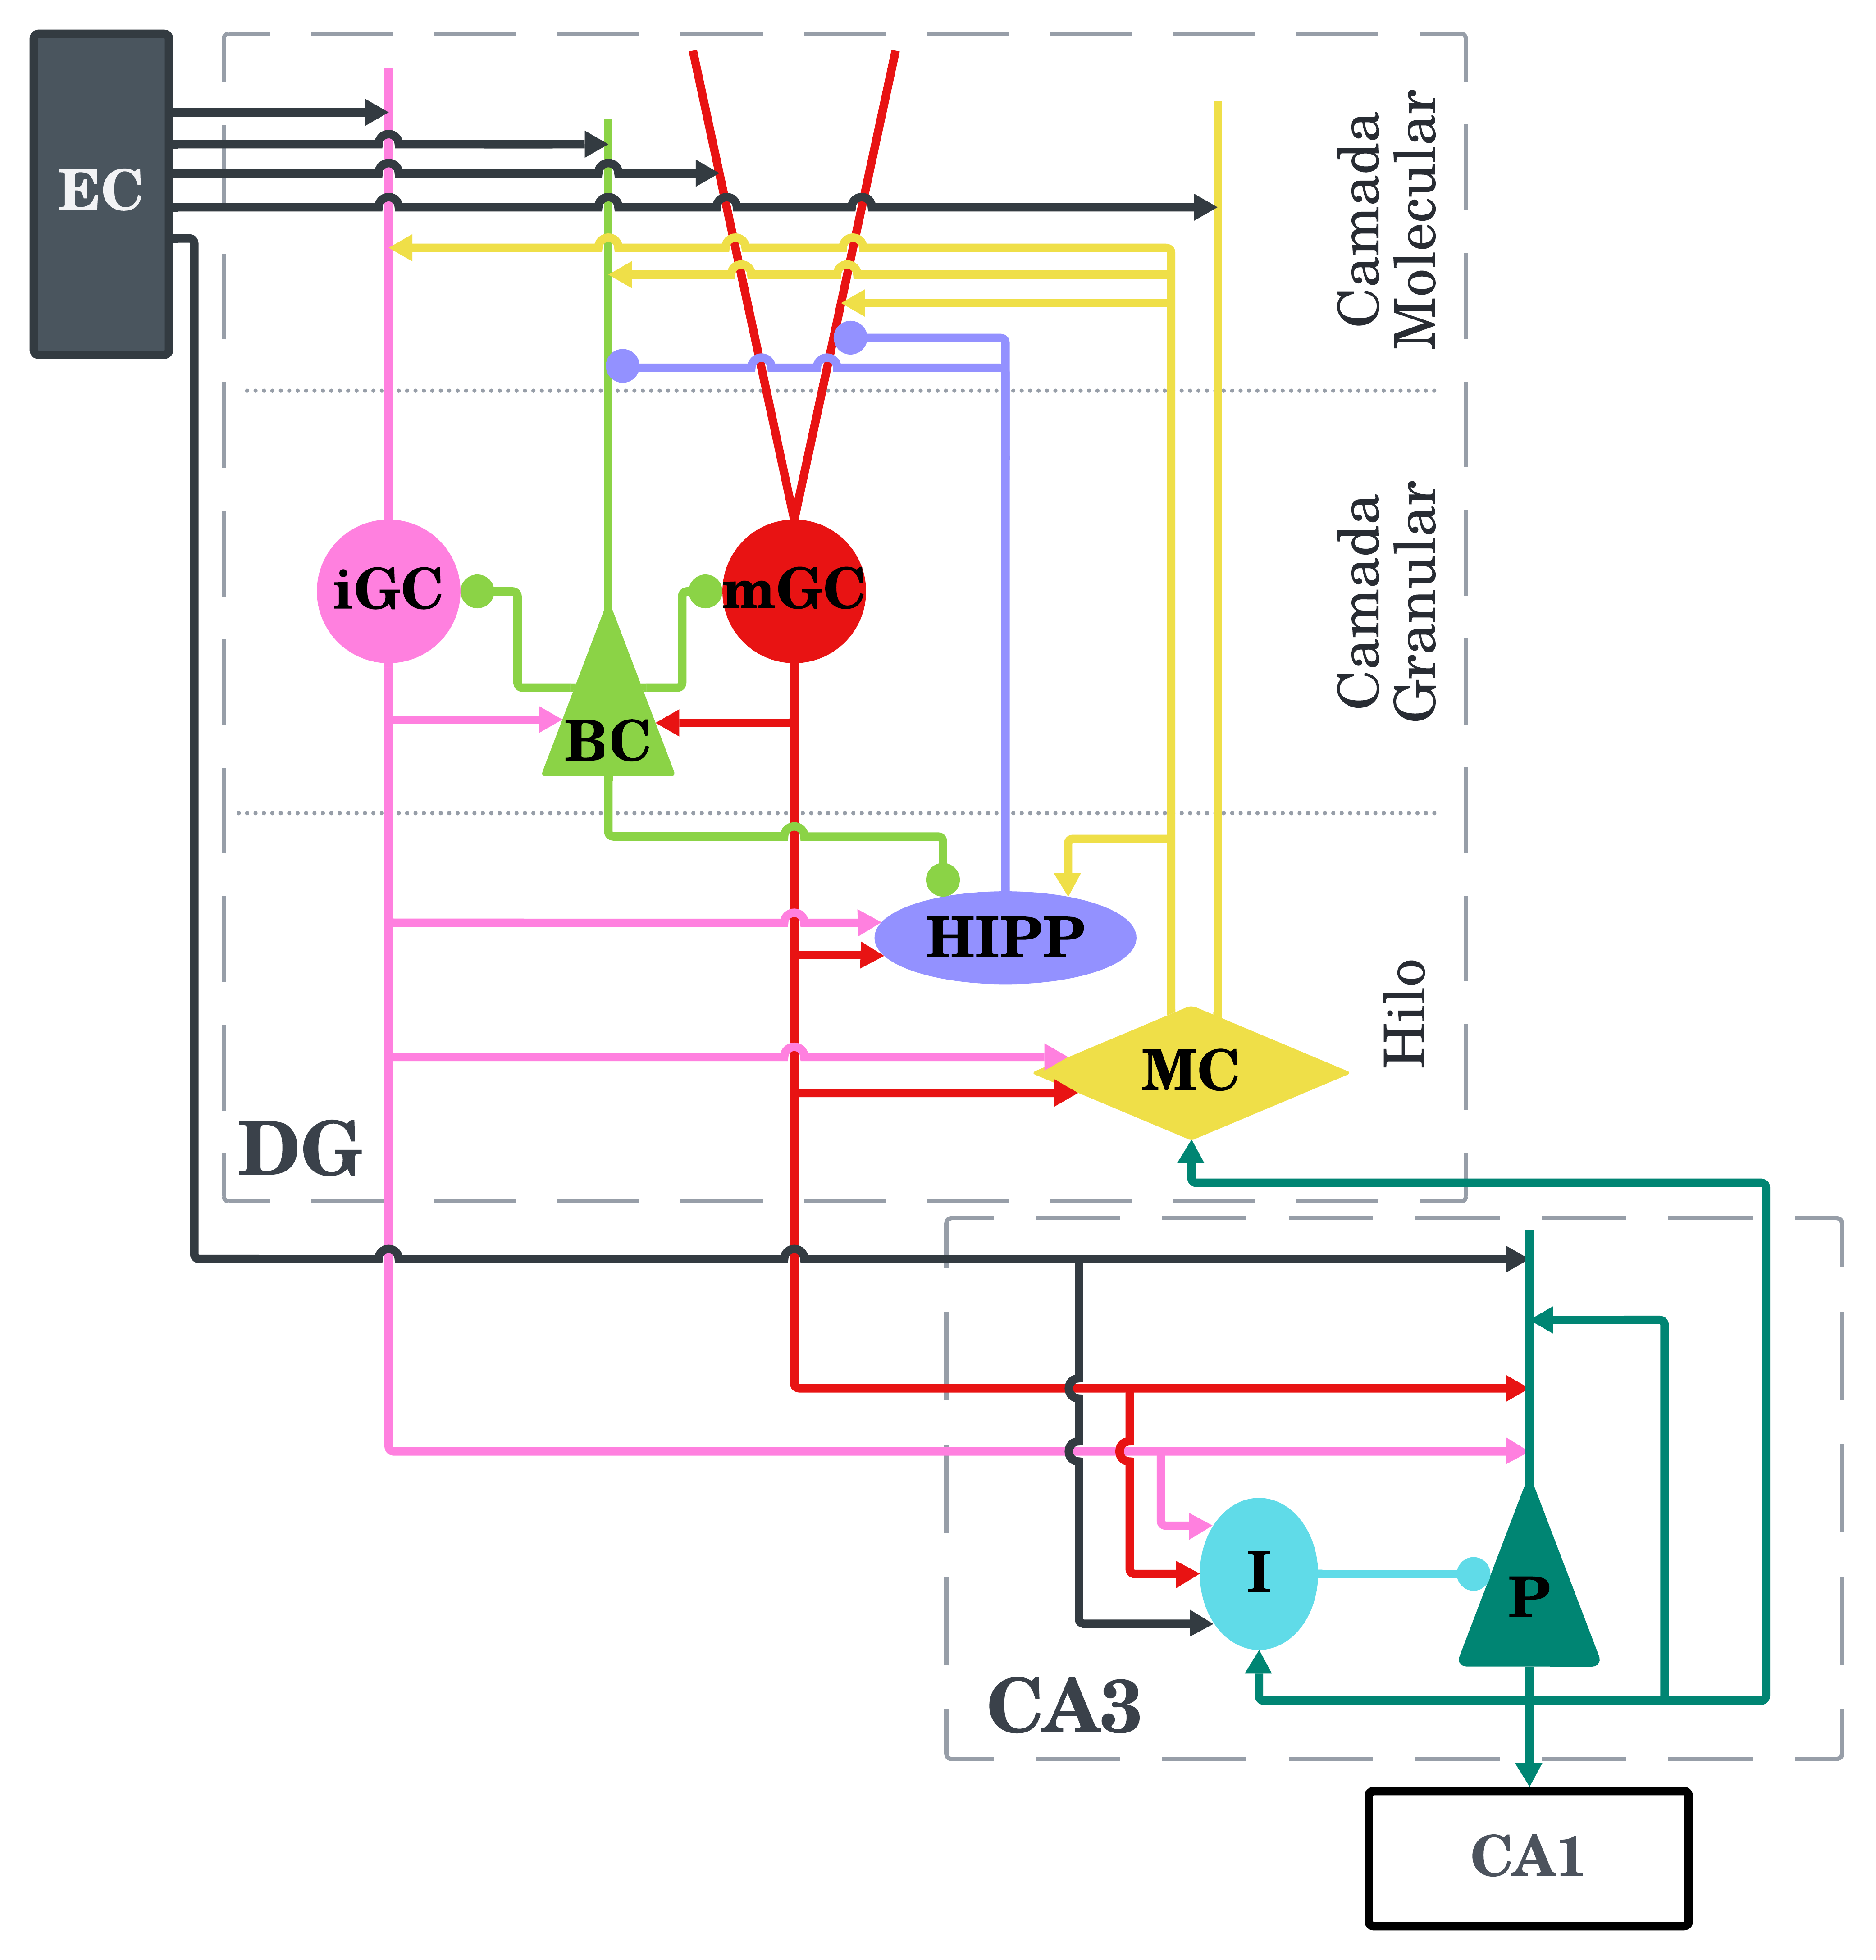 EC
Camada
Molecular
iGC
mGC
BC
Camada
Granular
HIPP
MC
Hilo
DG
I
P
CA3
CA1